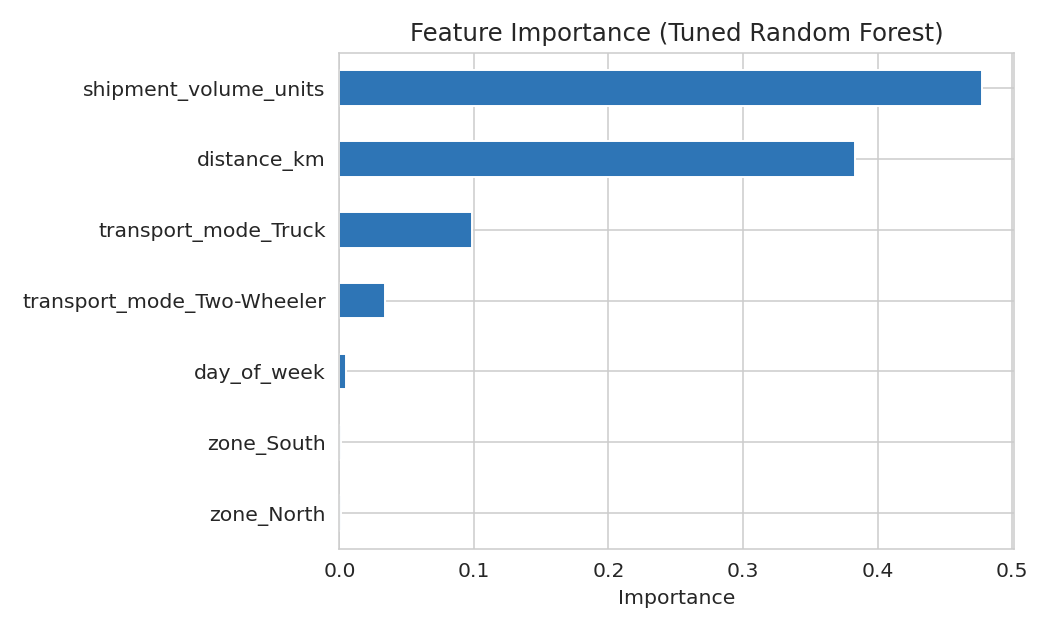 Feature Importance (Tuned Random Forest)
shipment_volume_units
distance_km
transport_mode_Truck
transport_mode_Two-Wheeler
day_of_week
zone_South
zone_North
0.0 0.1 0.2 0.3 0.4 0.5
Importance